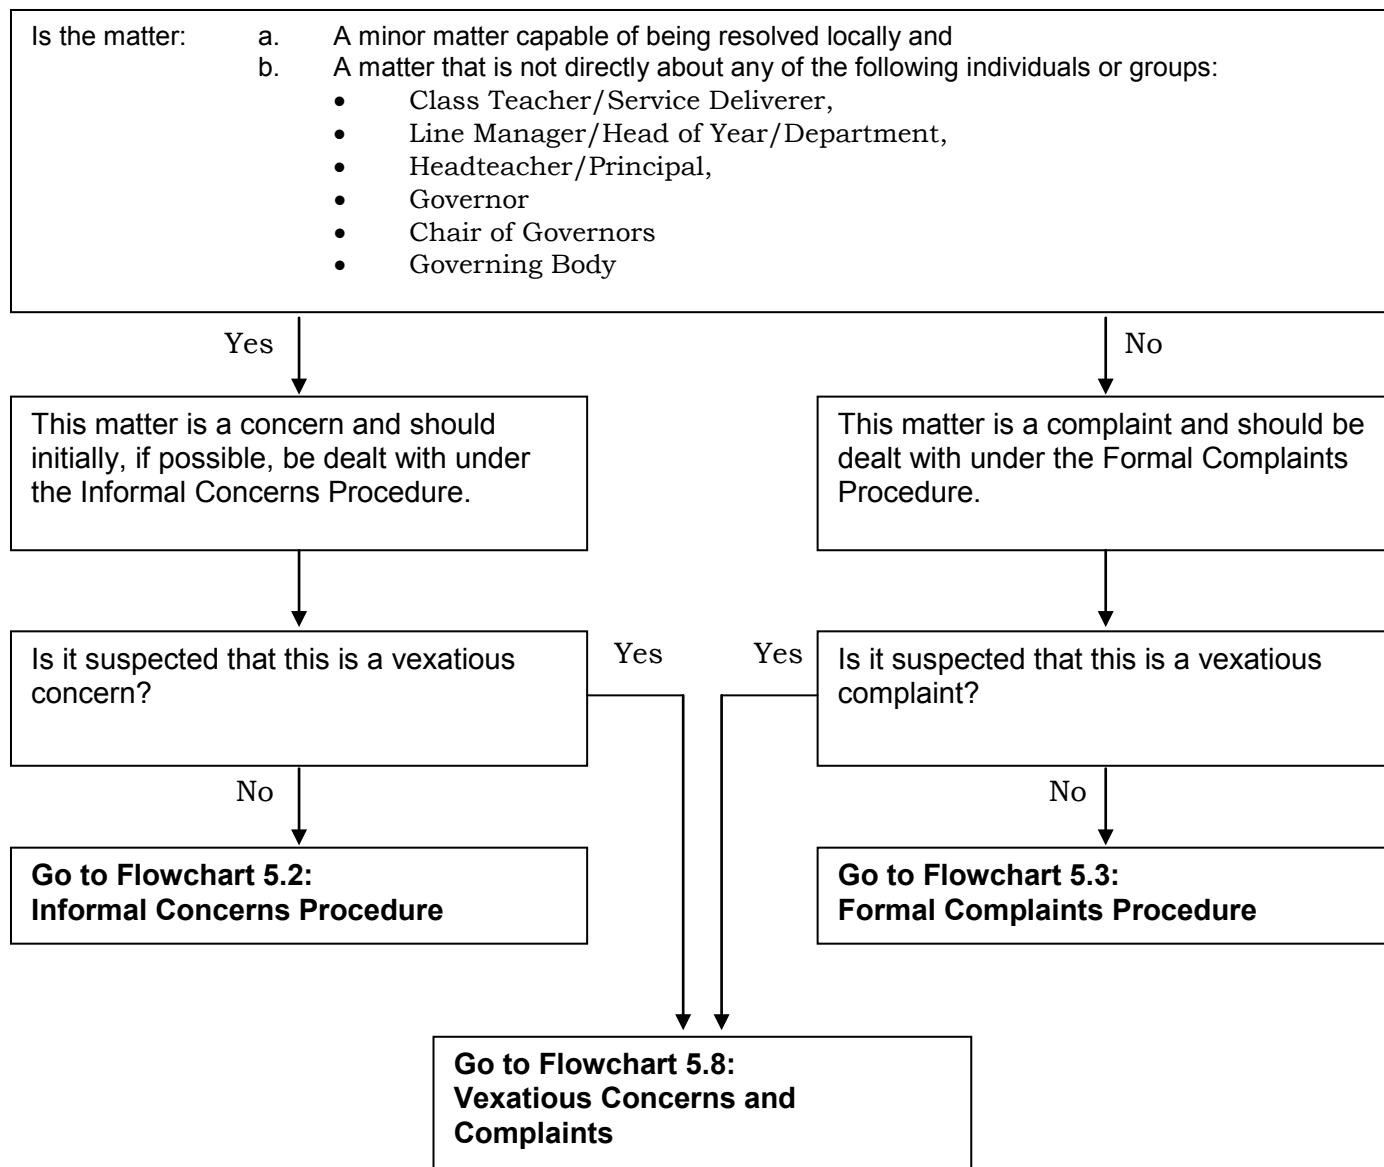 Is the matter: a. A minor matter capable of being resolved locally and
b. A matter that is not directly about any of the following individuals or groups:
• Class Teacher/Service Deliverer,
• Line Manager/Head of Year/Department,
• Headteacher/Principal,
• Governor
• Chair of Governors
• Governing Body
Yes
No
This matter is a concern and should
initially, if possible, be dealt with under
the Informal Concerns Procedure.
This matter is a complaint and should be
dealt with under the Formal Complaints
Procedure.
Is it suspected that this is a vexatious
concern?
Yes
Yes
Is it suspected that this is a vexatious
complaint?
No
No
Go to Flowchart 5.2:
Informal Concerns Procedure
Go to Flowchart 5.3:
Formal Complaints Procedure
Go to Flowchart 5.8:
Vexatious Concerns and
Complaints